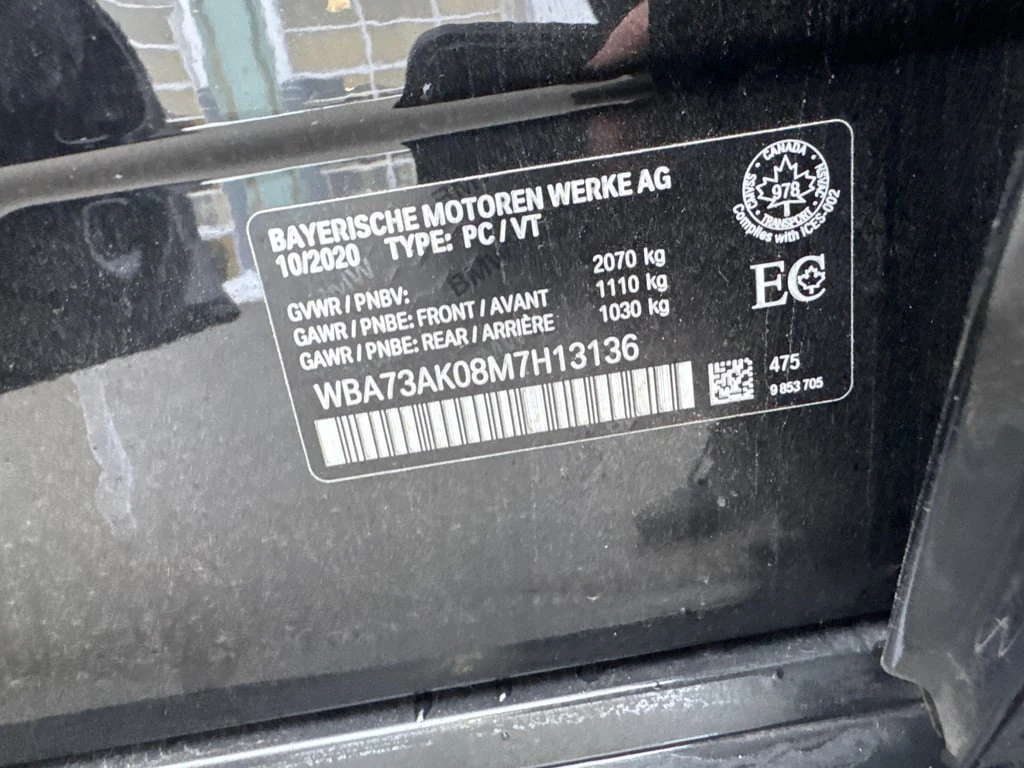 BAYERISCHE MOTOREN WERKE AG
10/2020 TYPE: PC / VT
GVWR / PNBV: 2070 kg
GAWR / PNBE: FRONT / AVANT 1110 kg
GAWR / PNBE: REAR / ARRIÈRE 1030 kg
WBA73AK08M7H13136
CANADA
978
TRANSPORT
Complies with ICES-002
EC
475
9 853 705
BMW
BMW